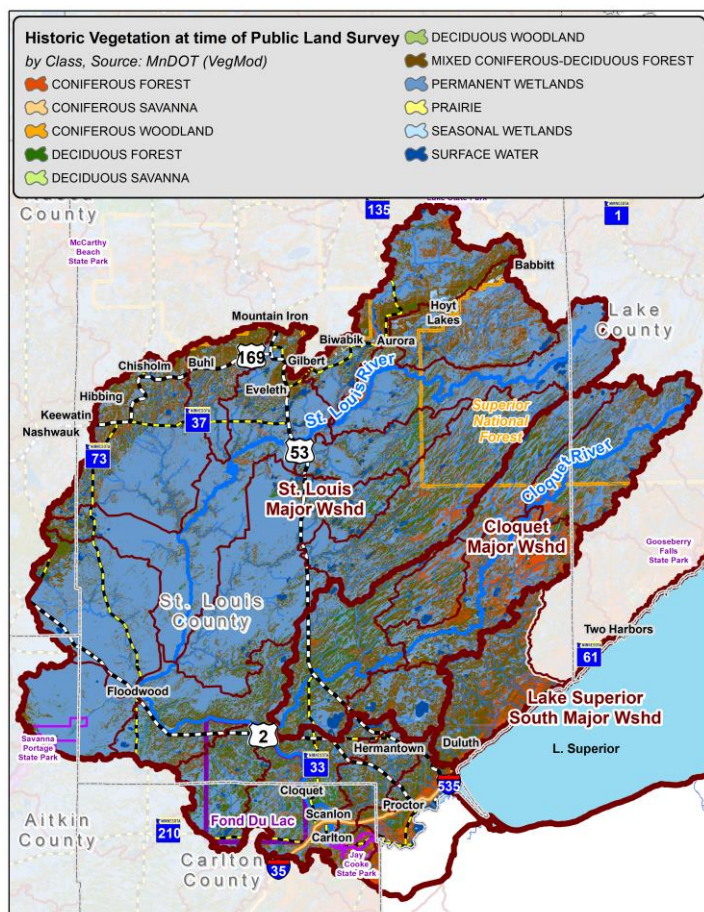 Historic Vegetation at time of Public Land Survey
by Class, Source: MnDOT (VegMod)
CONIFEROUS FOREST
CONIFEROUS SAVANNA
CONIFEROUS WOODLAND
DECIDUOUS FOREST
DECIDUOUS SAVANNA
DECIDUOUS WOODLAND
MIXED CONIFEROUS-DECIDUOUS FOREST
PERMANENT WETLANDS
PRAIRIE
SEASONAL WETLANDS
SURFACE WATER
County
135
1
McCarthy
Beach
State Park
Babbitt
Lake
County
Mountain Iron
Hoyt
Lakes
Biwabik
Aurora
Chisholm
Buhl
169
Gilbert
Eveleth
St. Louis River
Hibbing
Keewatin
Nashwauk
37
Superior
National
Forest
73
53
Cloquet River
St. Louis
Major Wshd
Cloquet
Major Wshd
Gooseberry
Falls
State Park
St. Louis
County
Two Harbors
61
Floodwood
Lake Superior
South Major Wshd
2
Savanna
Portage
State Park
Hermantown
Duluth
L. Superior
33
535
Cloquet
Proctor
Aitkin
County
210
Fond Du Lac
Scanlon
Carlton
Jay
Cooke
State Park
Carlton
County
35